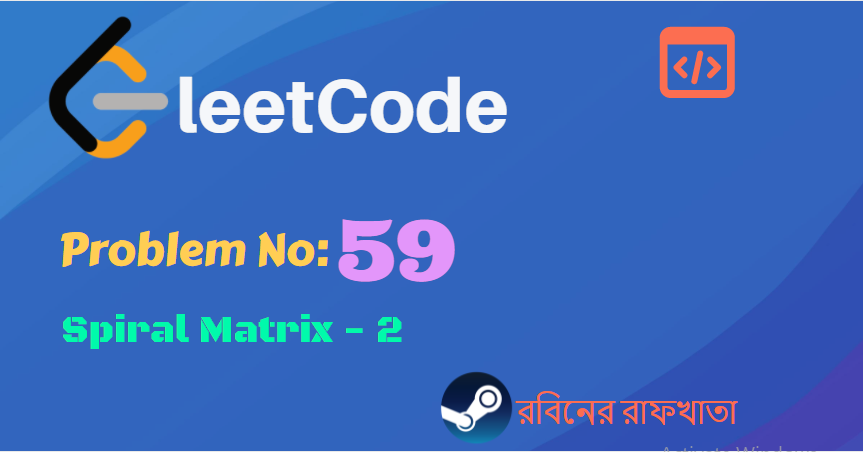 leetCode
Problem No: 59
Spiral Matrix - 2
রবিনের রাফখাতা